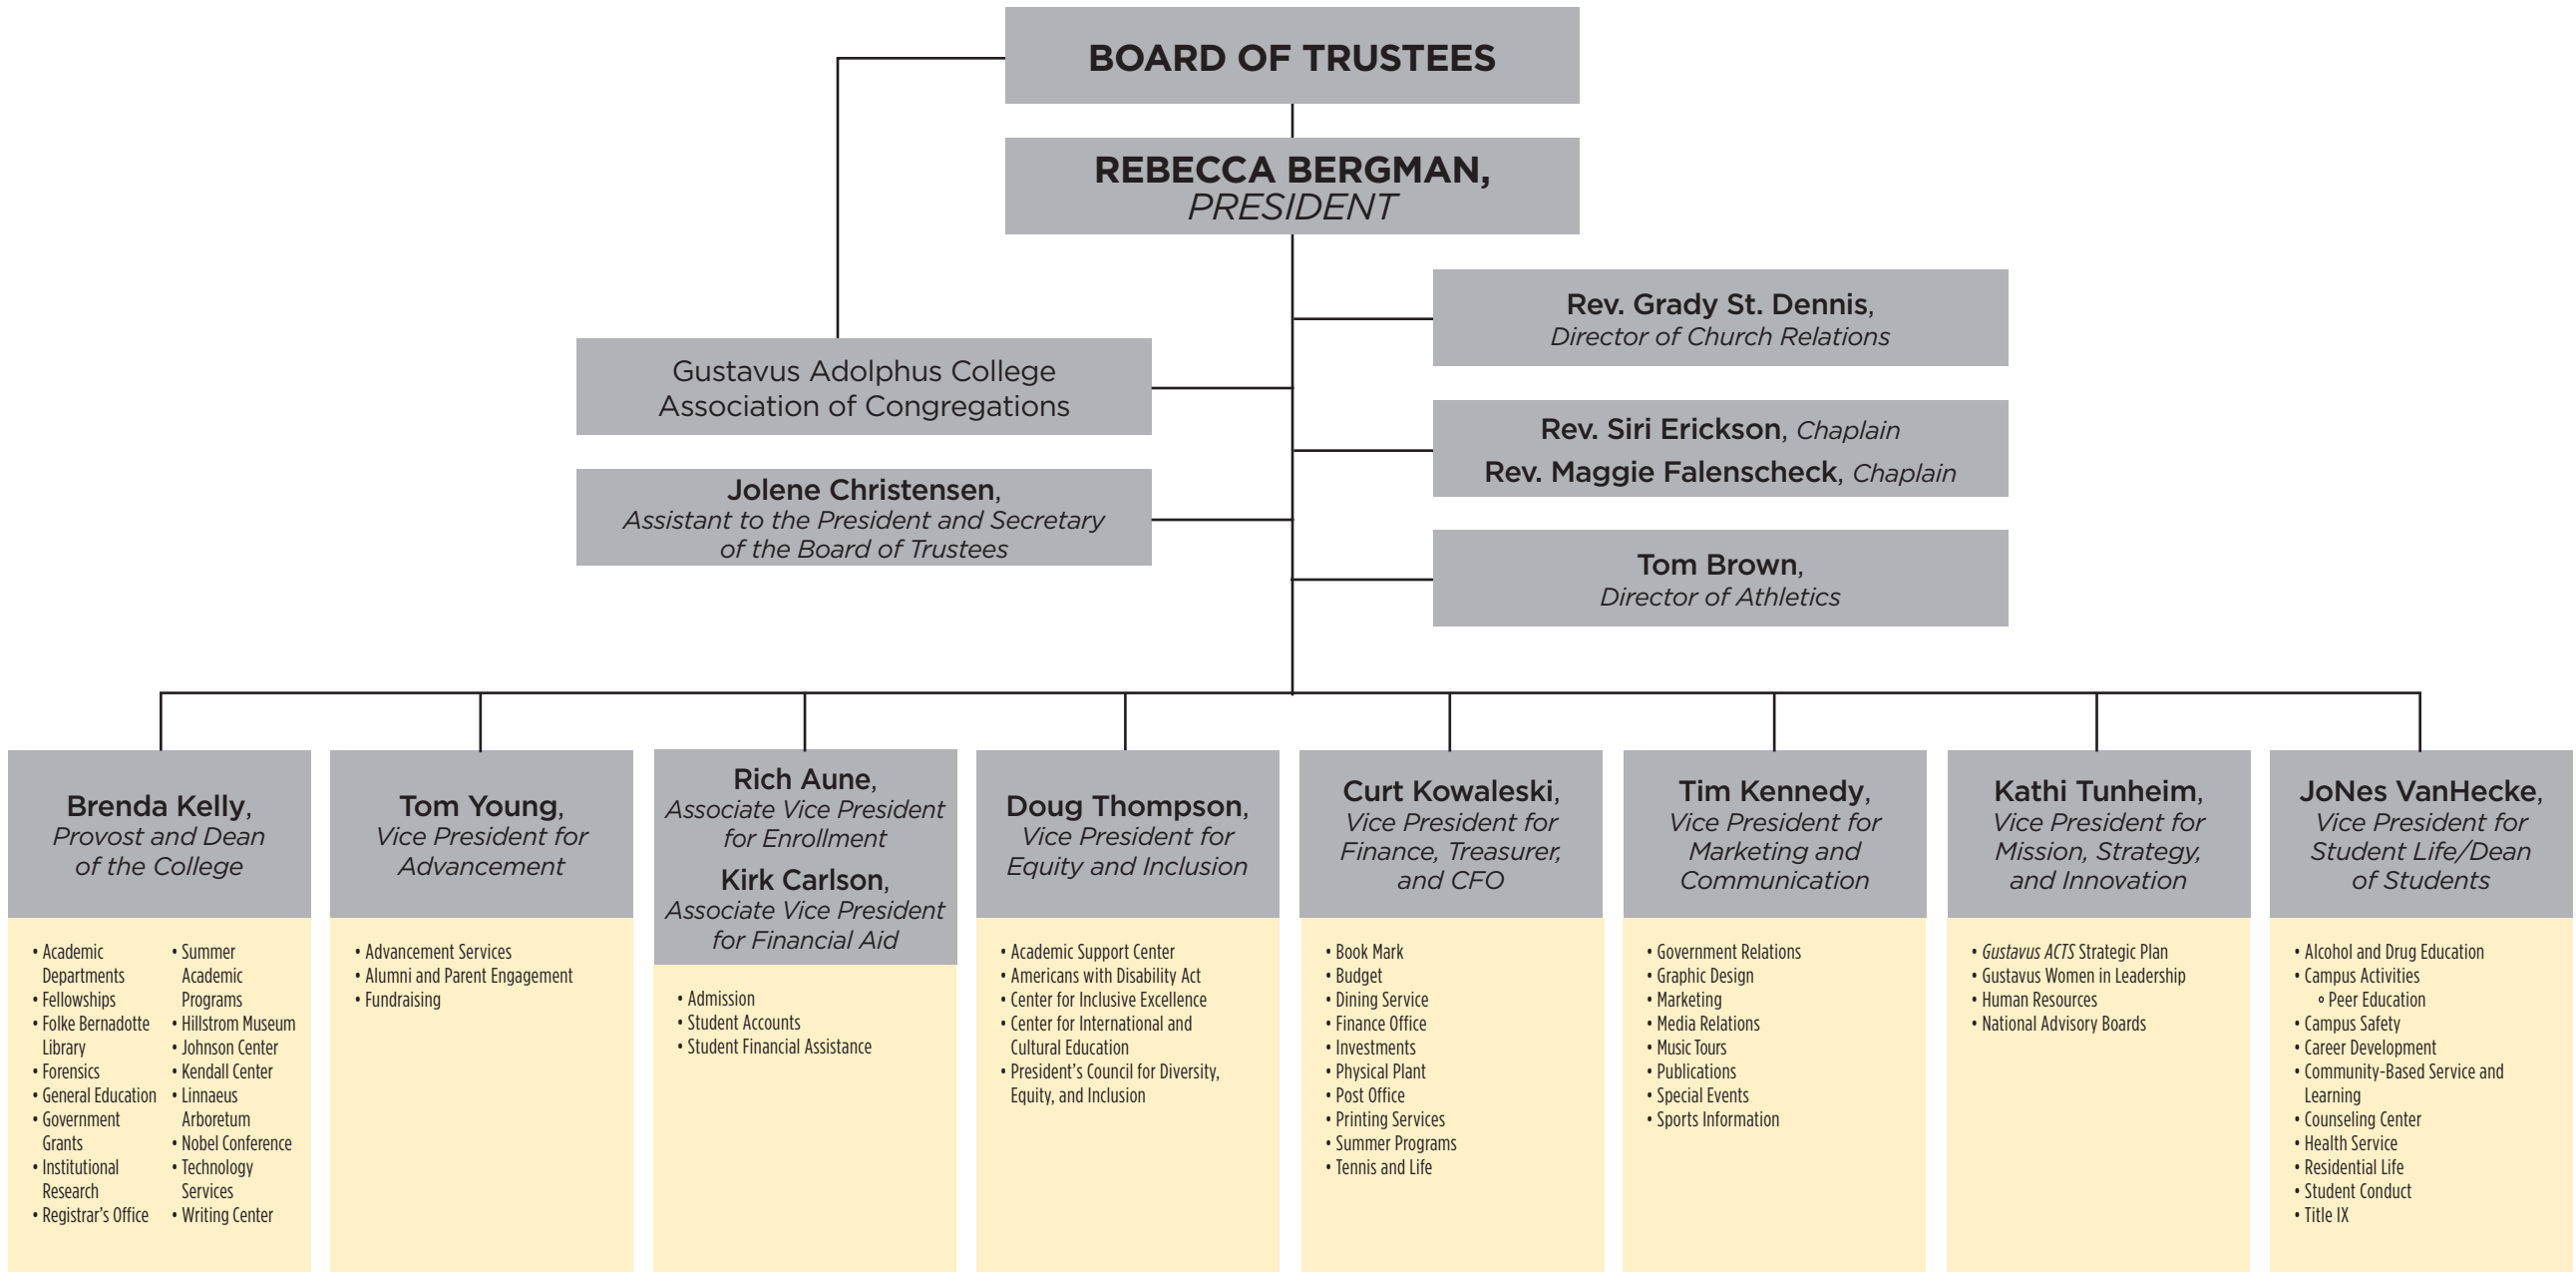 BOARD OF TRUSTEES
REBECCA BERGMAN,
PRESIDENT
Rev. Grady St. Dennis,
Director of Church Relations
Gustavus Adolphus College
Association of Congregations
Rev. Siri Erickson, Chaplain
Rev. Maggie Falenscheck, Chaplain
Jolene Christensen,
Assistant to the President and Secretary
of the Board of Trustees
Tom Brown,
Director of Athletics
Brenda Kelly,
Provost and Dean
of the College
• Academic
Departments
• Fellowships
• Folke Bernadotte
Library
• Forensics
• General Education
• Government
Grants
• Institutional
Research
• Registrar’s Office
• Summer
Academic
Programs
• Hillstrom Museum
• Johnson Center
• Kendall Center
• Linnaeus
Arboretum
• Nobel Conference
• Technology
Services
• Writing Center
Tom Young,
Vice President for
Advancement
• Advancement Services
• Alumni and Parent Engagement
• Fundraising
Rich Aune,
Associate Vice President
for Enrollment
Kirk Carlson,
Associate Vice President
for Financial Aid
• Admission
• Student Accounts
• Student Financial Assistance
Doug Thompson,
Vice President for
Equity and Inclusion
• Academic Support Center
• Americans with Disability Act
• Center for Inclusive Excellence
• Center for International and
Cultural Education
• President’s Council for Diversity,
Equity, and Inclusion
Curt Kowaleski,
Vice President for
Finance, Treasurer,
and CFO
• Book Mark
• Budget
• Dining Service
• Finance Office
• Investments
• Physical Plant
• Post Office
• Printing Services
• Summer Programs
• Tennis and Life
Tim Kennedy,
Vice President for
Marketing and
Communication
• Government Relations
• Graphic Design
• Marketing
• Media Relations
• Music Tours
• Publications
• Special Events
• Sports Information
Kathi Tunheim,
Vice President for
Mission, Strategy,
and Innovation
• Gustavus ACTS Strategic Plan
• Gustavus Women in Leadership
• Human Resources
• National Advisory Boards
JoNes VanHecke,
Vice President for
Student Life/Dean
of Students
• Alcohol and Drug Education
• Campus Activities
° Peer Education
• Campus Safety
• Career Development
• Community-Based Service and
Learning
• Counseling Center
• Health Service
• Residential Life
• Student Conduct
• Title IX